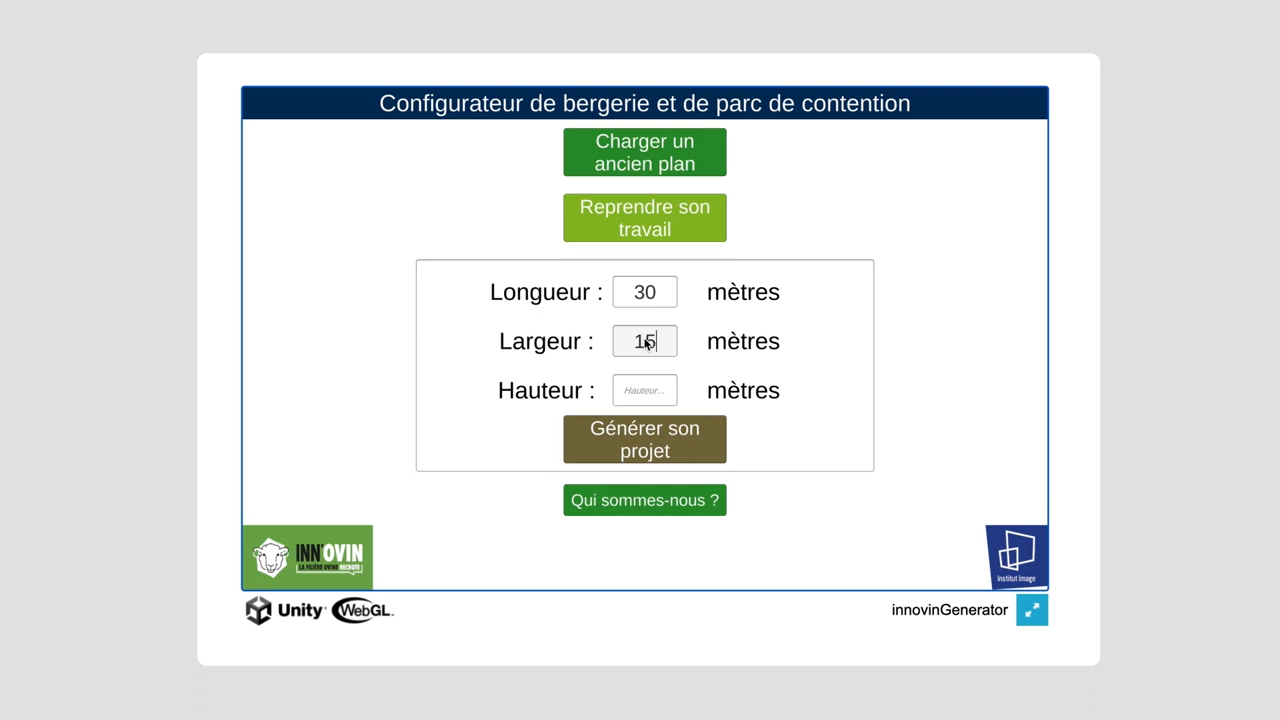 Configurateur de bergerie et de parc de contention
Charger un
ancien plan
Reprendre son
travail
Longueur : 30 mètres
Largeur : 15 mètres
Hauteur : Hauteur... mètres
Générer son
projet
Qui sommes-nous ?
INN'OVIN
LA FILIÈRE OVINE RECRUTE
Institut Image
Unity WebGL
innovinGenerator